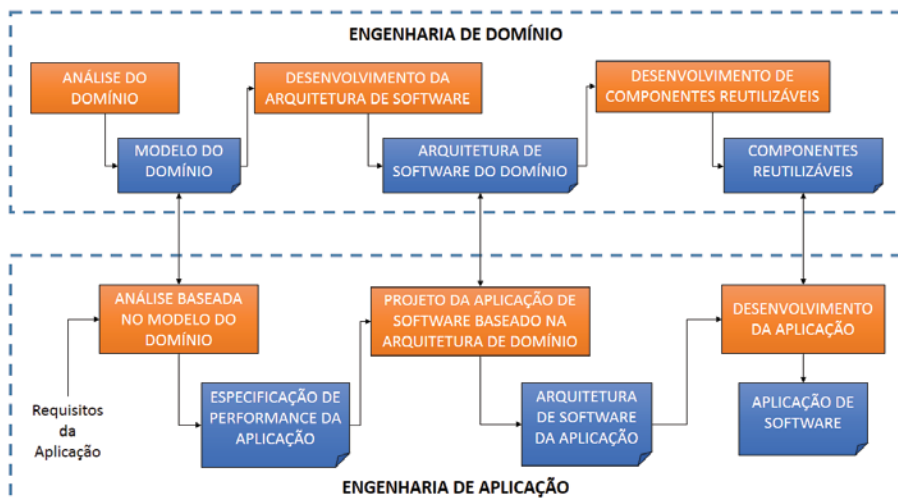 ENGENHARIA DE DOMÍNIO
ANÁLISE DO
DOMÍNIO
DESENVOLVIMENTO DA
ARQUITETURA DE SOFTWARE
DESENVOLVIMENTO DE
COMPONENTES REUTILIZÁVEIS
MODELO DO
DOMÍNIO
ARQUITETURA DE
SOFTWARE DO DOMÍNIO
COMPONENTES
REUTILIZÁVEIS
ANÁLISE BASEADA
NO MODELO DO
DOMÍNIO
PROJETO DA APLICAÇÃO DE
SOFTWARE BASEADO NA
ARQUITETURA DE DOMÍNIO
DESENVOLVIMENTO
DA APLICAÇÃO
Requisitos
da
Aplicação
ESPECIFICAÇÃO DE
PERFORMANCE DA
APLICAÇÃO
ARQUITETURA
DE SOFTWARE
DA APLICAÇÃO
APLICAÇÃO DE
SOFTWARE
ENGENHARIA DE APLICAÇÃO